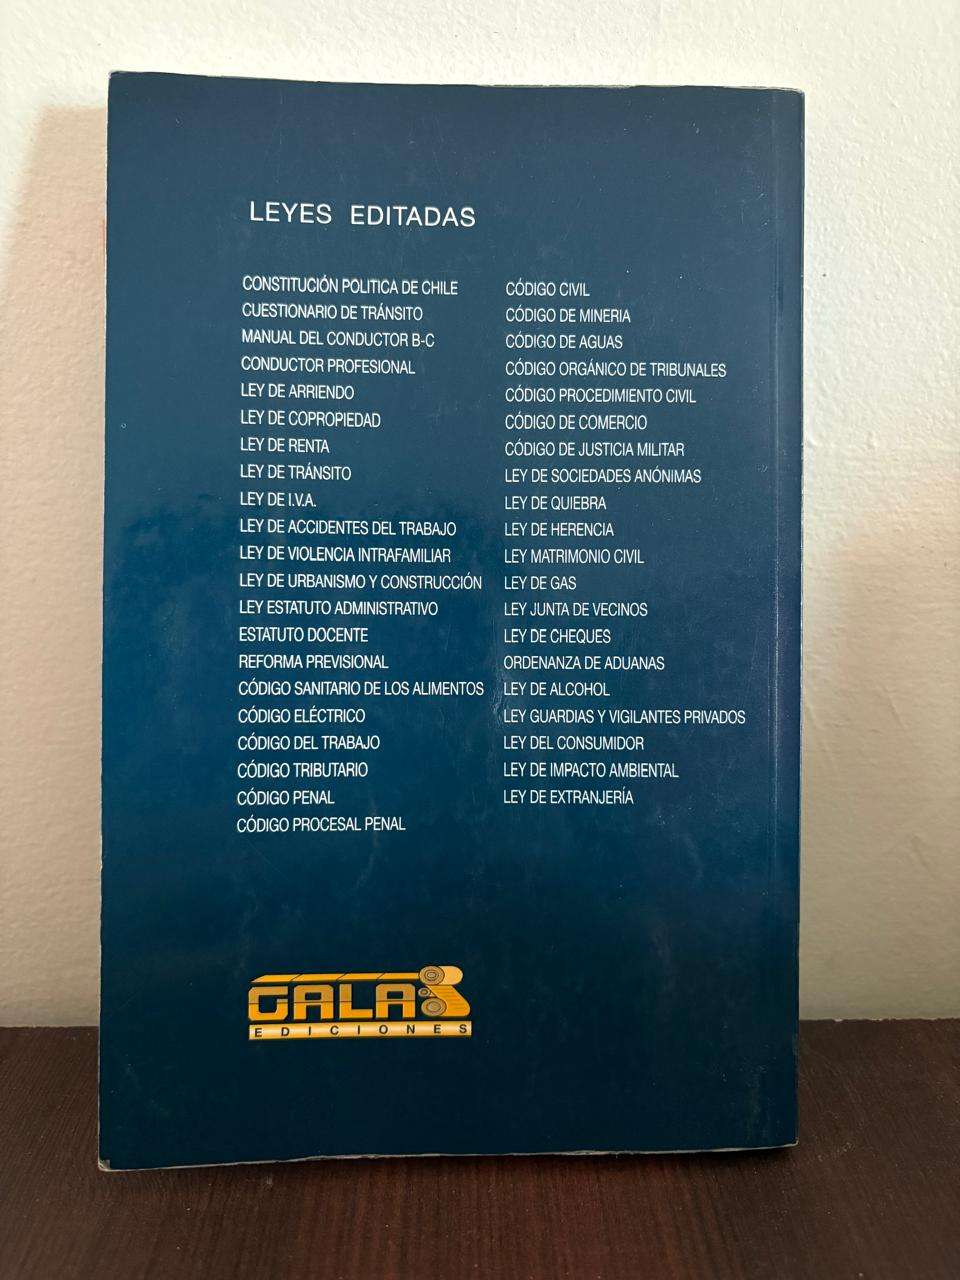 LEYES EDITADAS
CONSTITUCIÓN POLITICA DE CHILE
CUESTIONARIO DE TRÁNSITO
MANUAL DEL CONDUCTOR B-C
CONDUCTOR PROFESIONAL
LEY DE ARRIENDO
LEY DE COPROPIEDAD
LEY DE RENTA
LEY DE TRÁNSITO
LEY DE I.V.A.
LEY DE ACCIDENTES DEL TRABAJO
LEY DE VIOLENCIA INTRAFAMILIAR
LEY DE URBANISMO Y CONSTRUCCIÓN
LEY ESTATUTO ADMINISTRATIVO
ESTATUTO DOCENTE
REFORMA PREVISIONAL
CÓDIGO SANITARIO DE LOS ALIMENTOS
CÓDIGO ELÉCTRICO
CÓDIGO DEL TRABAJO
CÓDIGO TRIBUTARIO
CÓDIGO PENAL
CÓDIGO PROCESAL PENAL
CÓDIGO CIVIL
CÓDIGO DE MINERIA
CÓDIGO DE AGUAS
CÓDIGO ORGÁNICO DE TRIBUNALES
CÓDIGO PROCEDIMIENTO CIVIL
CÓDIGO DE COMERCIO
CÓDIGO DE JUSTICIA MILITAR
LEY DE SOCIEDADES ANÓNIMAS
LEY DE QUIEBRA
LEY DE HERENCIA
LEY MATRIMONIO CIVIL
LEY DE GAS
LEY JUNTA DE VECINOS
LEY DE CHEQUES
ORDENANZA DE ADUANAS
LEY DE ALCOHOL
LEY GUARDIAS Y VIGILANTES PRIVADOS
LEY DEL CONSUMIDOR
LEY DE IMPACTO AMBIENTAL
LEY DE EXTRANJERÍA
GALAS
EDICIONES